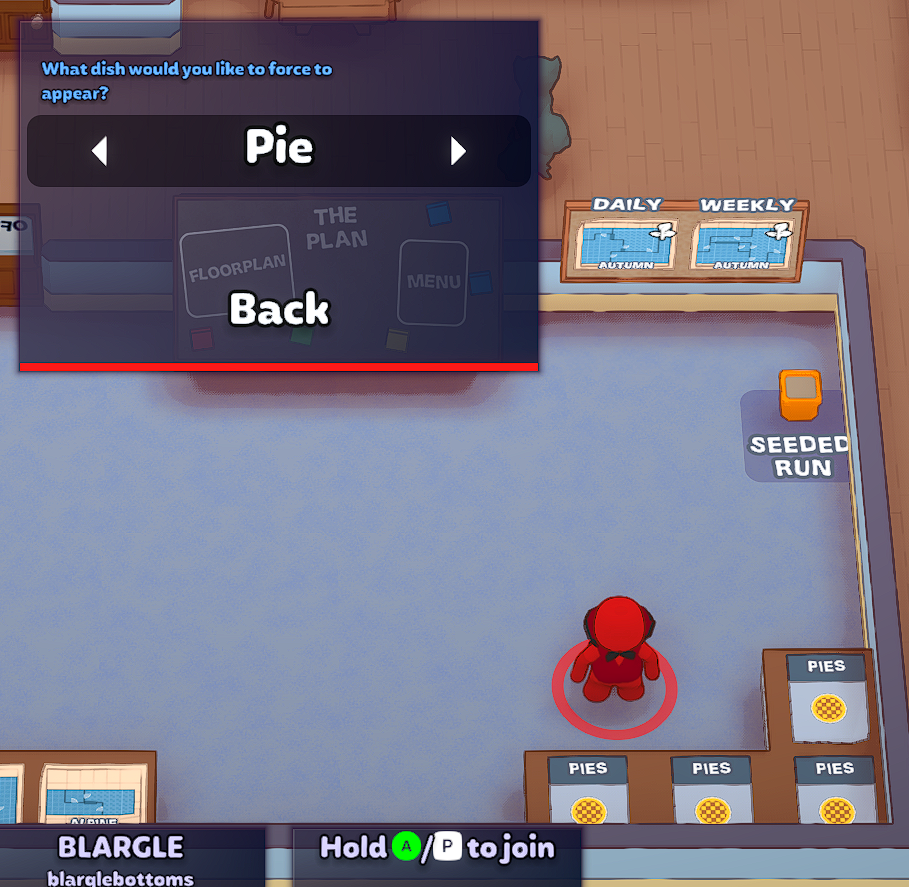 What dish would you like to force to
appear?
Pie
THE
PLAN
FLOORPLAN
MENU
Back
DAILY
WEEKLY
AUTUMN
AUTUMN
SEEDED
RUN
PIES
PIES
PIES
PIES
ALPINE
BLARGLE
blarglebottoms
Hold A/P to join